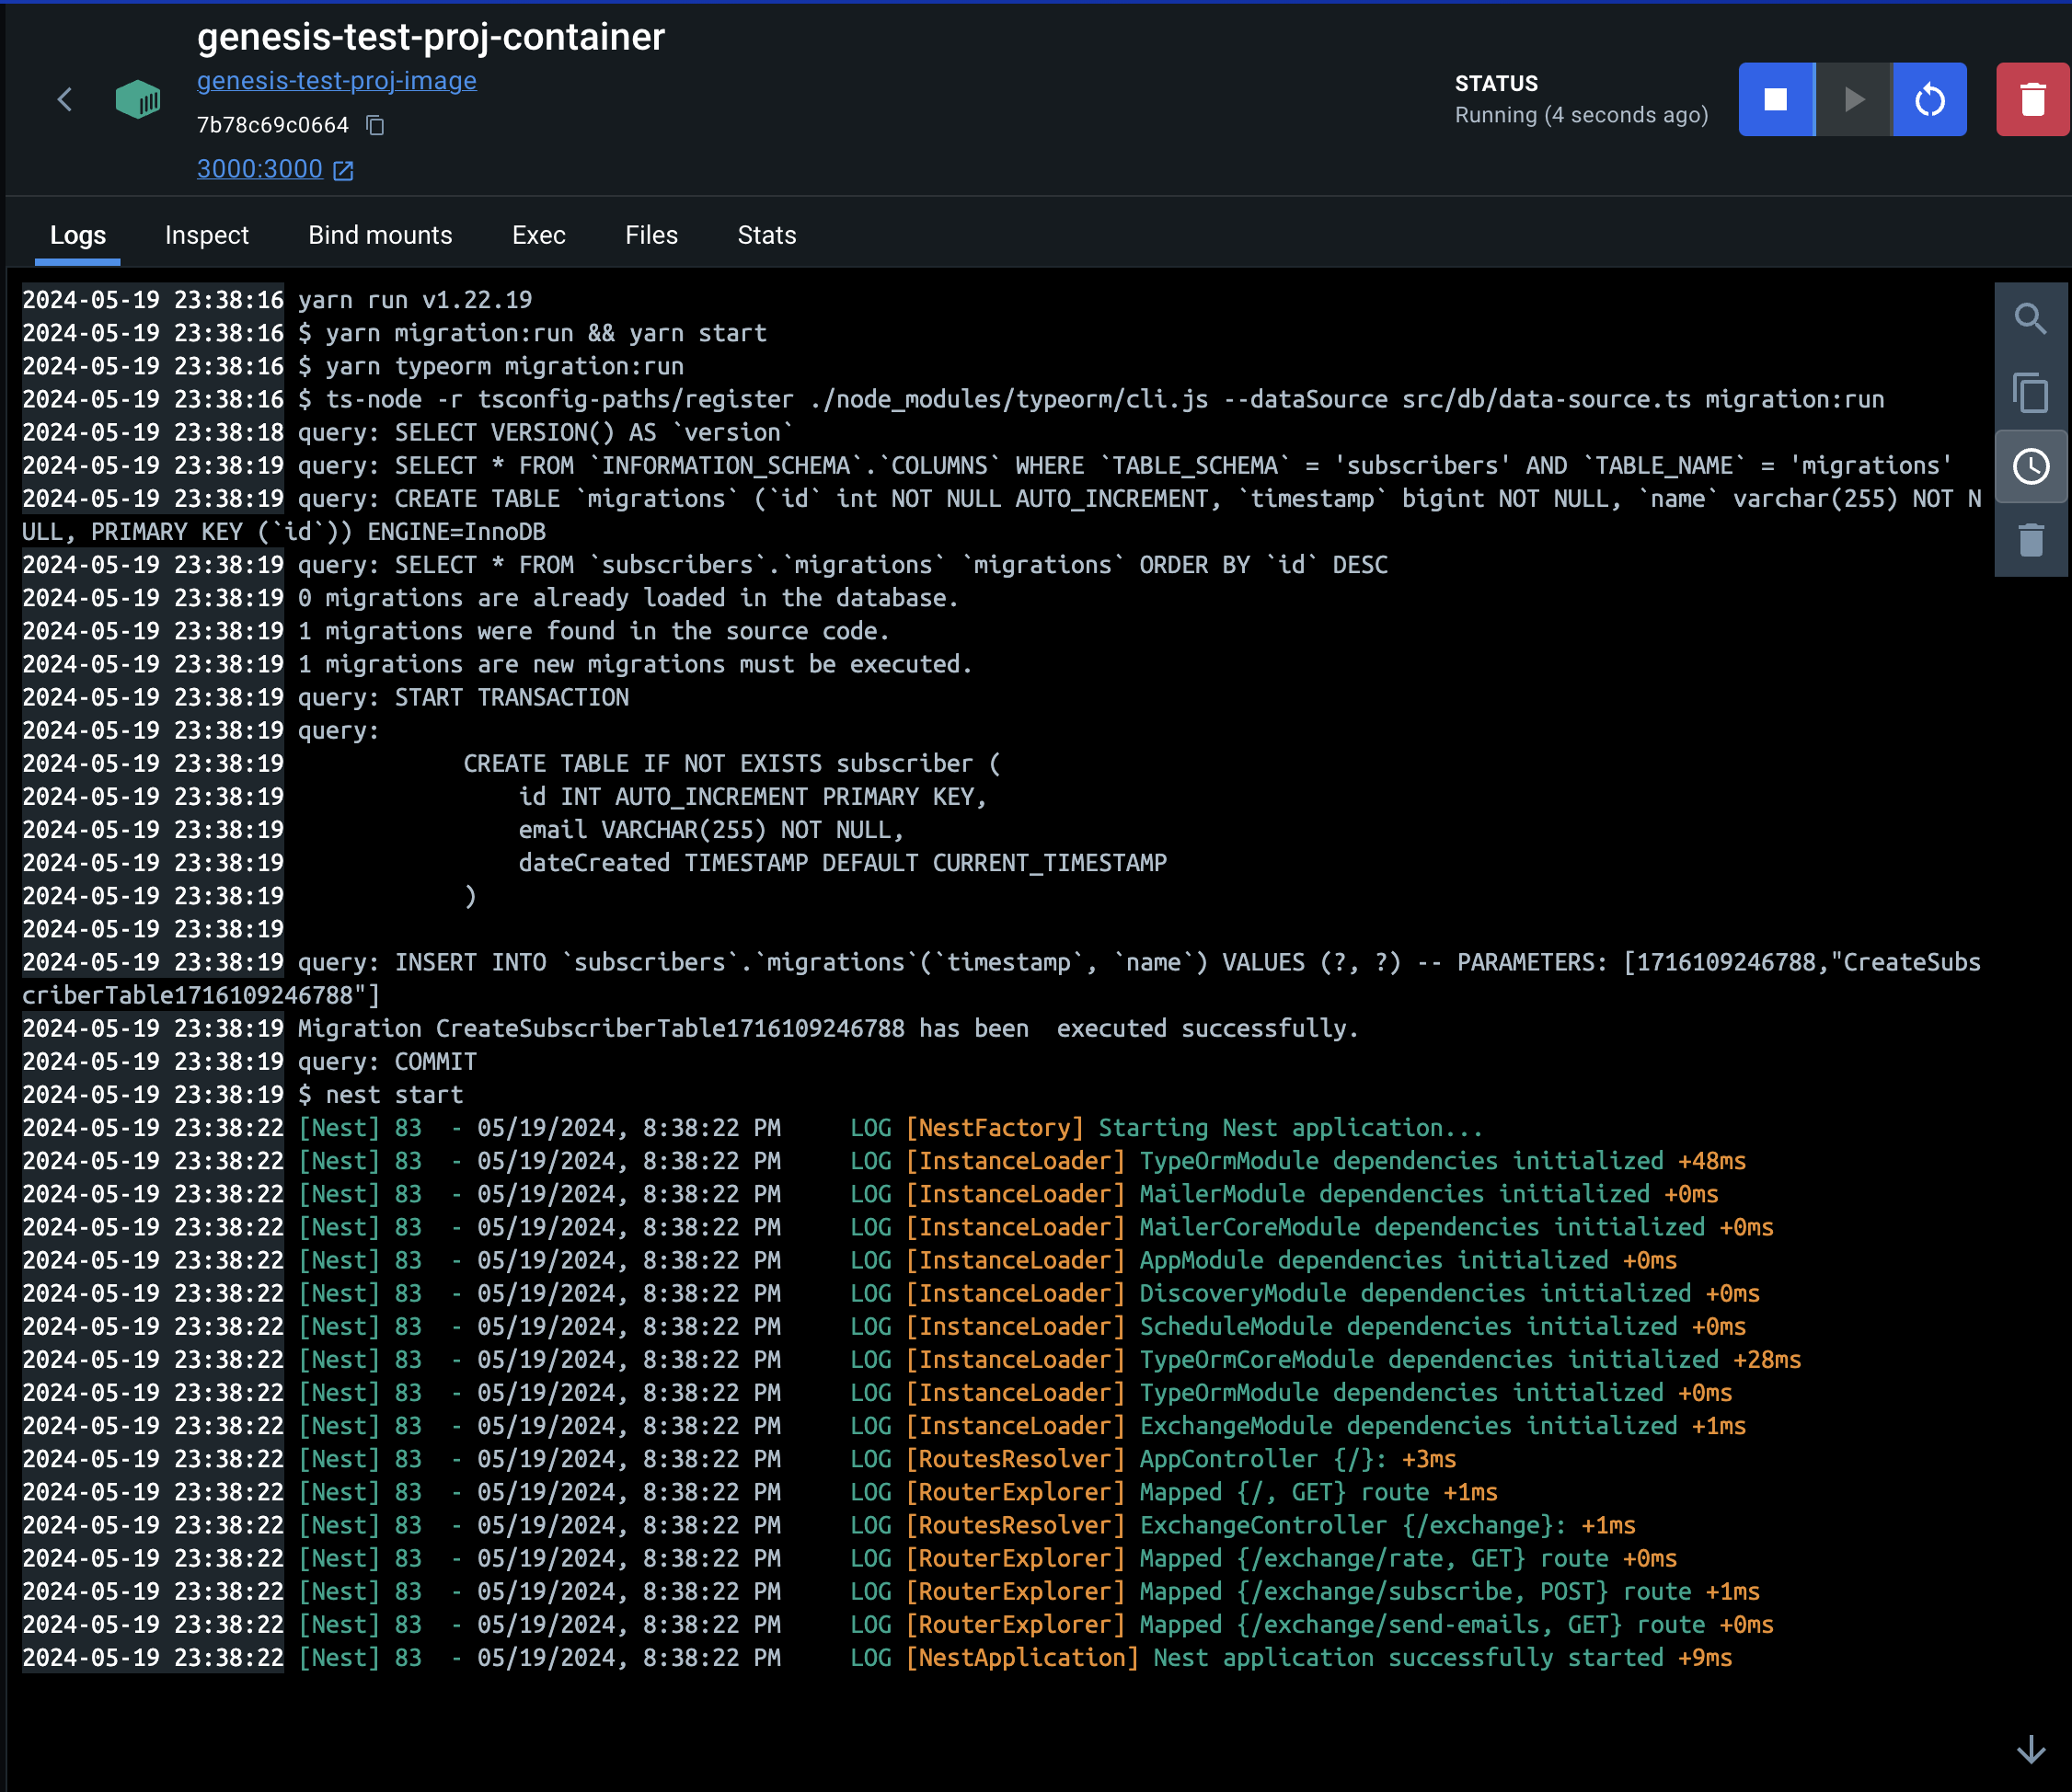 genesis-test-proj-container
genesis-test-proj-image
7b78c69c0664
3000:3000
STATUS
Running (4 seconds ago)
Logs Inspect Bind mounts Exec Files Stats
2024-05-19 23:38:16 yarn run v1.22.19
2024-05-19 23:38:16 $ yarn migration:run && yarn start
2024-05-19 23:38:16 $ yarn typeorm migration:run
2024-05-19 23:38:16 $ ts-node -r tsconfig-paths/register ./node_modules/typeorm/cli.js --dataSource src/db/data-source.ts migration:run
2024-05-19 23:38:18 query: SELECT VERSION() AS `version`
2024-05-19 23:38:19 query: SELECT * FROM `INFORMATION_SCHEMA`.`COLUMNS` WHERE `TABLE_SCHEMA` = 'subscribers' AND `TABLE_NAME` = 'migrations'
2024-05-19 23:38:19 query: CREATE TABLE `migrations` (`id` int NOT NULL AUTO_INCREMENT, `timestamp` bigint NOT NULL, `name` varchar(255) NOT N
ULL, PRIMARY KEY (`id`)) ENGINE=InnoDB
2024-05-19 23:38:19 query: SELECT * FROM `subscribers`.`migrations` `migrations` ORDER BY `id` DESC
2024-05-19 23:38:19 0 migrations are already loaded in the database.
2024-05-19 23:38:19 1 migrations were found in the source code.
2024-05-19 23:38:19 1 migrations are new migrations must be executed.
2024-05-19 23:38:19 query: START TRANSACTION
2024-05-19 23:38:19 query:
2024-05-19 23:38:19 CREATE TABLE IF NOT EXISTS subscriber (
2024-05-19 23:38:19 id INT AUTO_INCREMENT PRIMARY KEY,
2024-05-19 23:38:19 email VARCHAR(255) NOT NULL,
2024-05-19 23:38:19 dateCreated TIMESTAMP DEFAULT CURRENT_TIMESTAMP
2024-05-19 23:38:19 )
2024-05-19 23:38:19
2024-05-19 23:38:19 query: INSERT INTO `subscribers`.`migrations`(`timestamp`, `name`) VALUES (?, ?) -- PARAMETERS: [1716109246788,"CreateSubs
criberTable1716109246788"]
2024-05-19 23:38:19 Migration CreateSubscriberTable1716109246788 has been  executed successfully.
2024-05-19 23:38:19 query: COMMIT
2024-05-19 23:38:19 $ nest start
2024-05-19 23:38:22 [Nest] 83  - 05/19/2024, 8:38:22 PM     LOG [NestFactory] Starting Nest application...
2024-05-19 23:38:22 [Nest] 83  - 05/19/2024, 8:38:22 PM     LOG [InstanceLoader] TypeOrmModule dependencies initialized +48ms
2024-05-19 23:38:22 [Nest] 83  - 05/19/2024, 8:38:22 PM     LOG [InstanceLoader] MailerModule dependencies initialized +0ms
2024-05-19 23:38:22 [Nest] 83  - 05/19/2024, 8:38:22 PM     LOG [InstanceLoader] MailerCoreModule dependencies initialized +0ms
2024-05-19 23:38:22 [Nest] 83  - 05/19/2024, 8:38:22 PM     LOG [InstanceLoader] AppModule dependencies initialized +0ms
2024-05-19 23:38:22 [Nest] 83  - 05/19/2024, 8:38:22 PM     LOG [InstanceLoader] DiscoveryModule dependencies initialized +0ms
2024-05-19 23:38:22 [Nest] 83  - 05/19/2024, 8:38:22 PM     LOG [InstanceLoader] ScheduleModule dependencies initialized +0ms
2024-05-19 23:38:22 [Nest] 83  - 05/19/2024, 8:38:22 PM     LOG [InstanceLoader] TypeOrmCoreModule dependencies initialized +28ms
2024-05-19 23:38:22 [Nest] 83  - 05/19/2024, 8:38:22 PM     LOG [InstanceLoader] TypeOrmModule dependencies initialized +0ms
2024-05-19 23:38:22 [Nest] 83  - 05/19/2024, 8:38:22 PM     LOG [InstanceLoader] ExchangeModule dependencies initialized +1ms
2024-05-19 23:38:22 [Nest] 83  - 05/19/2024, 8:38:22 PM     LOG [RoutesResolver] AppController {/}: +3ms
2024-05-19 23:38:22 [Nest] 83  - 05/19/2024, 8:38:22 PM     LOG [RouterExplorer] Mapped {/, GET} route +1ms
2024-05-19 23:38:22 [Nest] 83  - 05/19/2024, 8:38:22 PM     LOG [RoutesResolver] ExchangeController {/exchange}: +1ms
2024-05-19 23:38:22 [Nest] 83  - 05/19/2024, 8:38:22 PM     LOG [RouterExplorer] Mapped {/exchange/rate, GET} route +0ms
2024-05-19 23:38:22 [Nest] 83  - 05/19/2024, 8:38:22 PM     LOG [RouterExplorer] Mapped {/exchange/subscribe, POST} route +1ms
2024-05-19 23:38:22 [Nest] 83  - 05/19/2024, 8:38:22 PM     LOG [RouterExplorer] Mapped {/exchange/send-emails, GET} route +0ms
2024-05-19 23:38:22 [Nest] 83  - 05/19/2024, 8:38:22 PM     LOG [NestApplication] Nest application successfully started +9ms